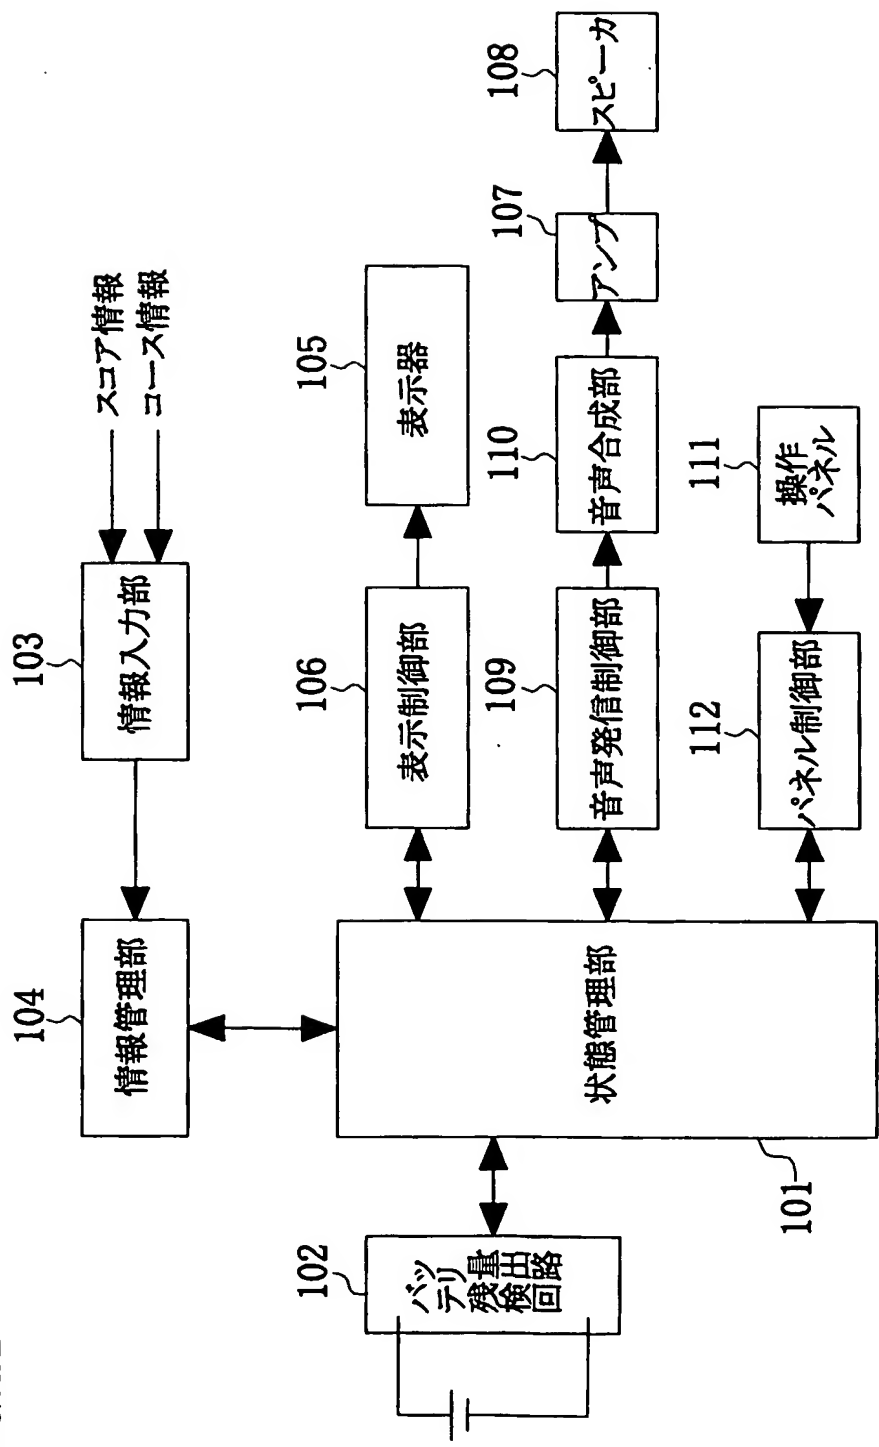 104
情報管理部
103
情報入力部
スコア情報
コース情報
102
バッ
テリ
残量
検出
回路
101
状態管理部
106
表示制御部
105
表示器
109
音声発信制御部
110
音声合成部
107
アンプ
108
スピーカ
112
パネル制御部
111
操作
パネル